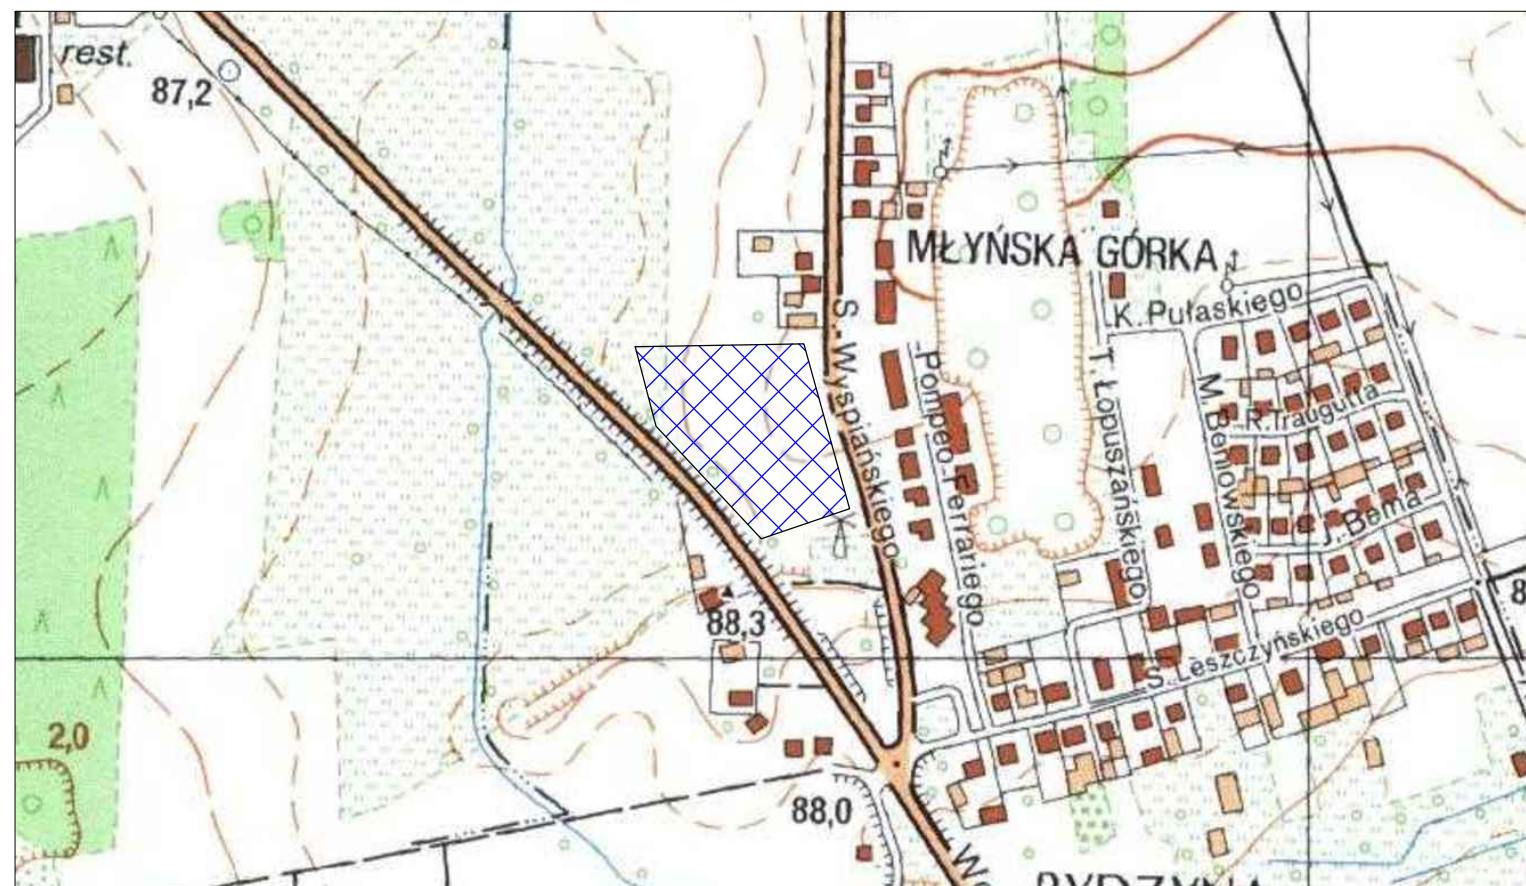 rest.
87,2
MŁYŃSKA GÓRKA
K. Pułaskiego
S. Wyspiańskiego
Pompeo-Ferrariego
T. Łopuszańskiego
M. Beniowskiego
R. Traugutta
J. Bema
88,3
S. Leszczyńskiego
2,0
88,0
8